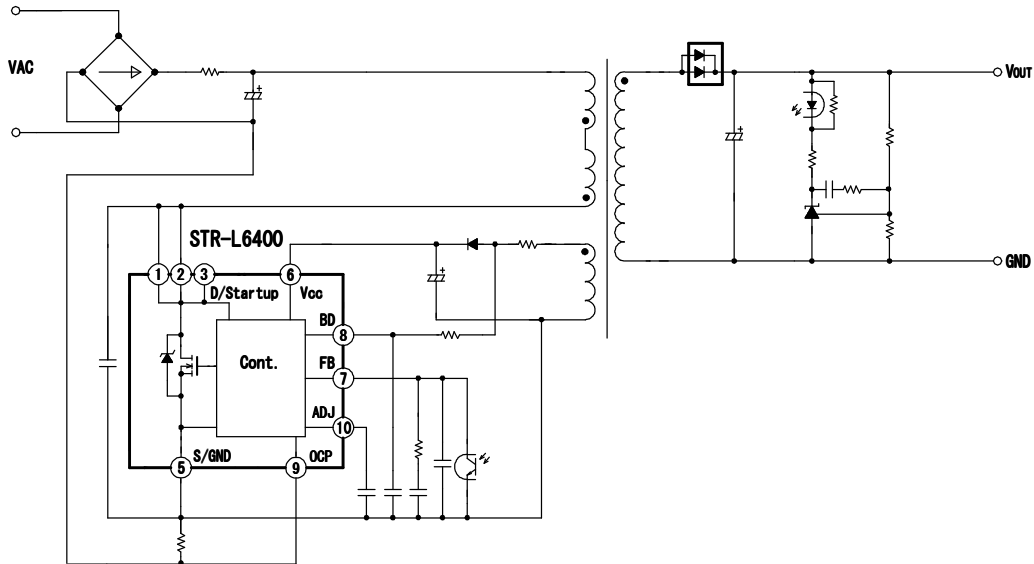 VAC
VOUT
STR-L6400
1
2
3
6
D/Startup
Vcc
BD
8
Cont.
FB
7
ADJ
10
GND
S/GND
OCP
5
9